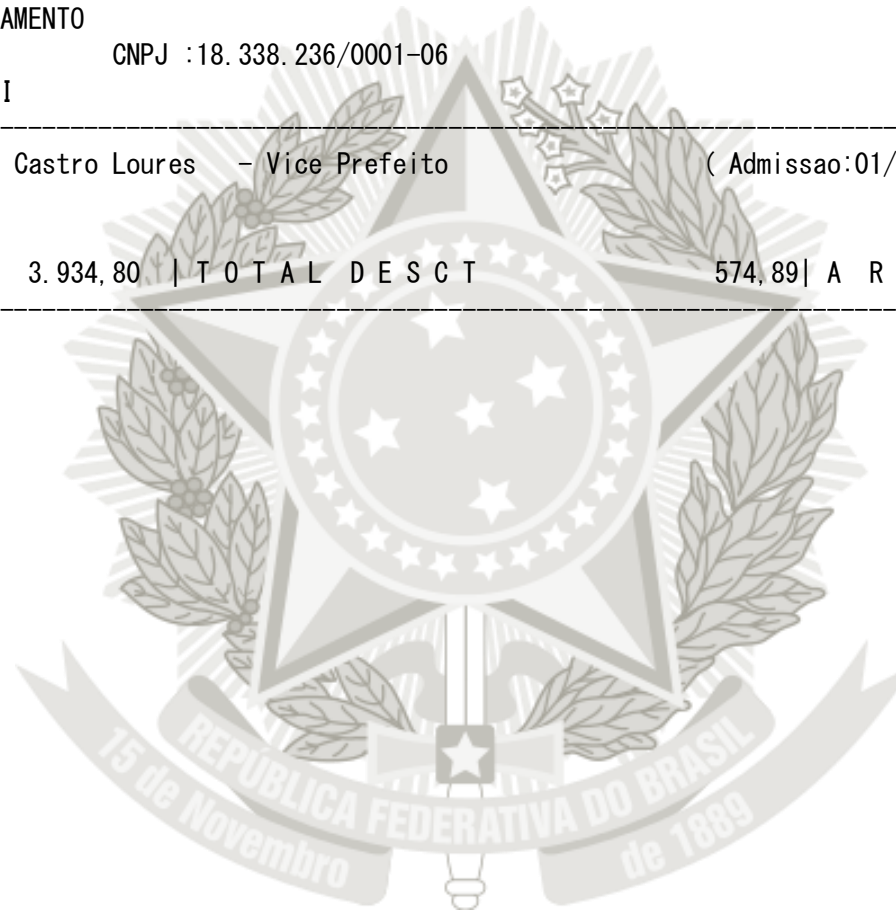 AMENTO
CNPJ :18.338.236/0001-06
I
Castro Loures - Vice Prefeito ( Admissao:01/
3.934,80 | T O T A L D E S C T 574,89| A R
REPÚBLICA FEDERATIVA DO BRASIL
15 de Novembro de 1889